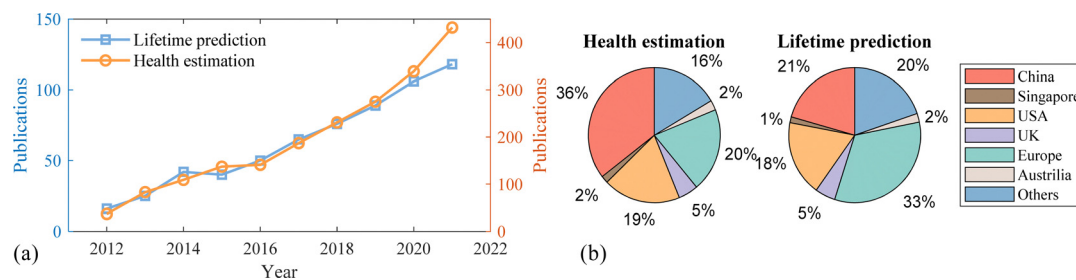 150
100
50
0
Publications
Lifetime prediction
Health estimation
400
300
200
100
0
Publications
2012 2014 2016 2018 2020 2022
Year
(a)
Health estimation
16%
2%
20%
5%
19%
2%
36%
Lifetime prediction
20%
2%
33%
5%
18%
1%
21%
China
Singapore
USA
UK
Europe
Austrilia
Others
(b)